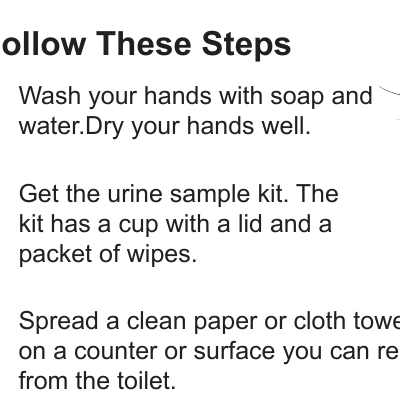 ollow These Steps
Wash your hands with soap and
water.Dry your hands well.
Get the urine sample kit. The
kit has a cup with a lid and a
packet of wipes.
Spread a clean paper or cloth towe
on a counter or surface you can re
from the toilet.